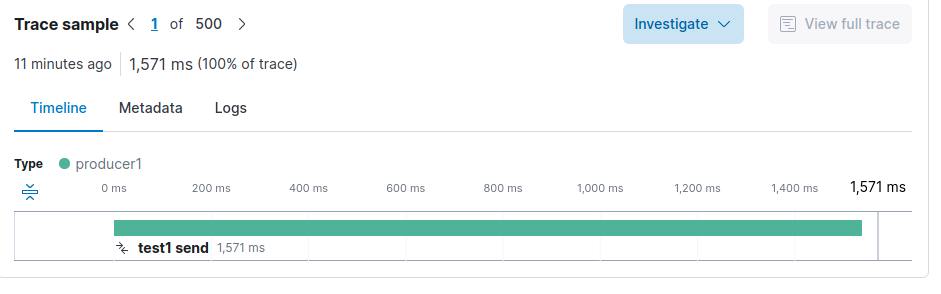 Trace sample 1 of 500 Investigate View full trace
11 minutes ago 1,571 ms (100% of trace)
Timeline Metadata Logs
Type producer1
0 ms 200 ms 400 ms 600 ms 800 ms 1,000 ms 1,200 ms 1,400 ms 1,571 ms
test1 send 1,571 ms